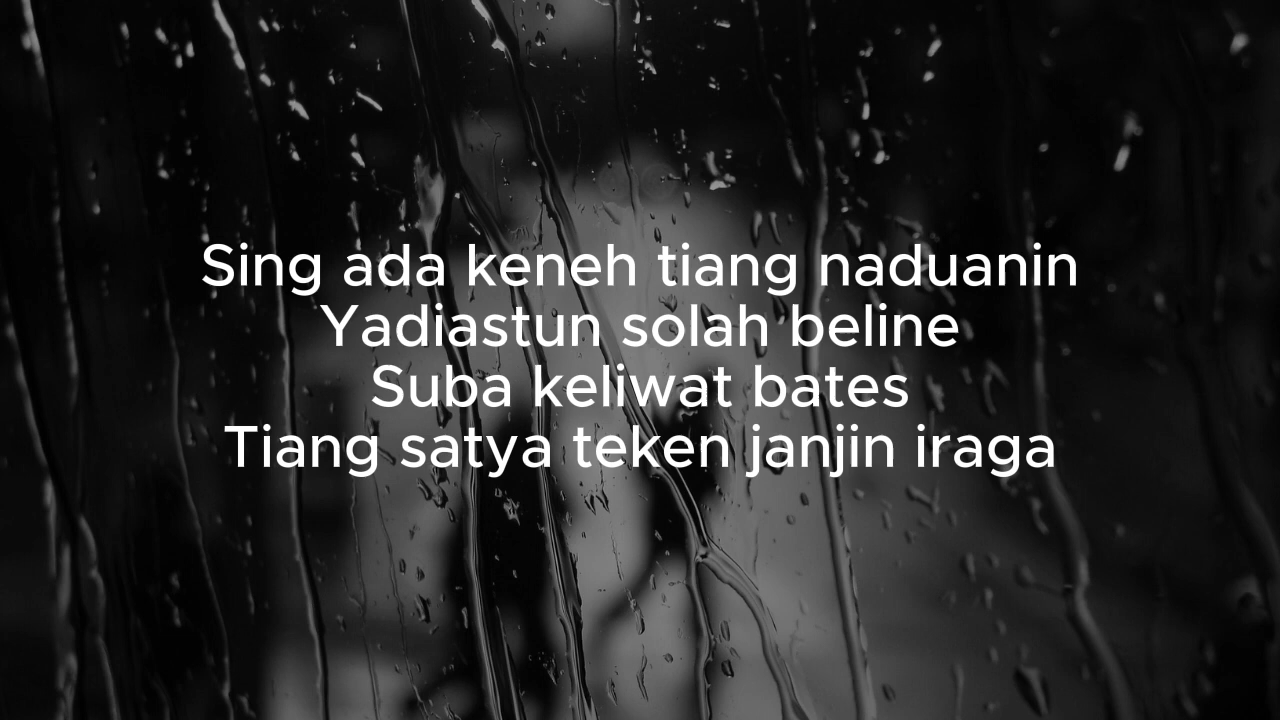 Sing ada keneh tiang naduanin
Yadiastun solah beline
Suba keliwat bates
Tiang satya teken janjin iraga